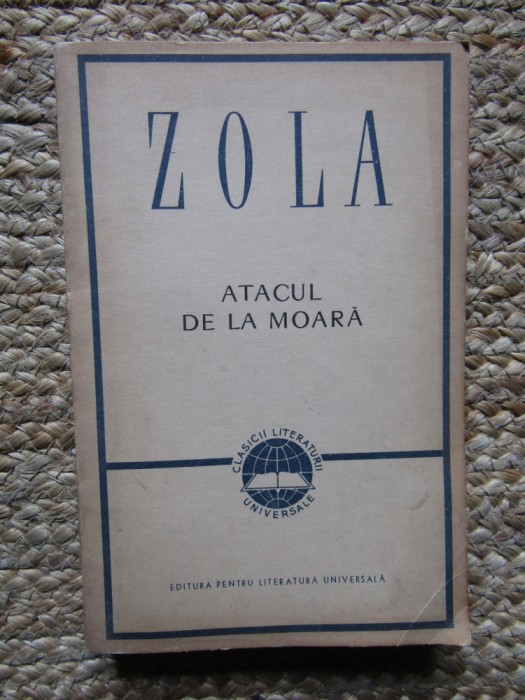 ZOLA
ATACUL
DE LA MOARĂ
CLASICII LITERATURII
UNIVERSALE
EDITURA PENTRU LITERATURĂ UNIVERSALĂ